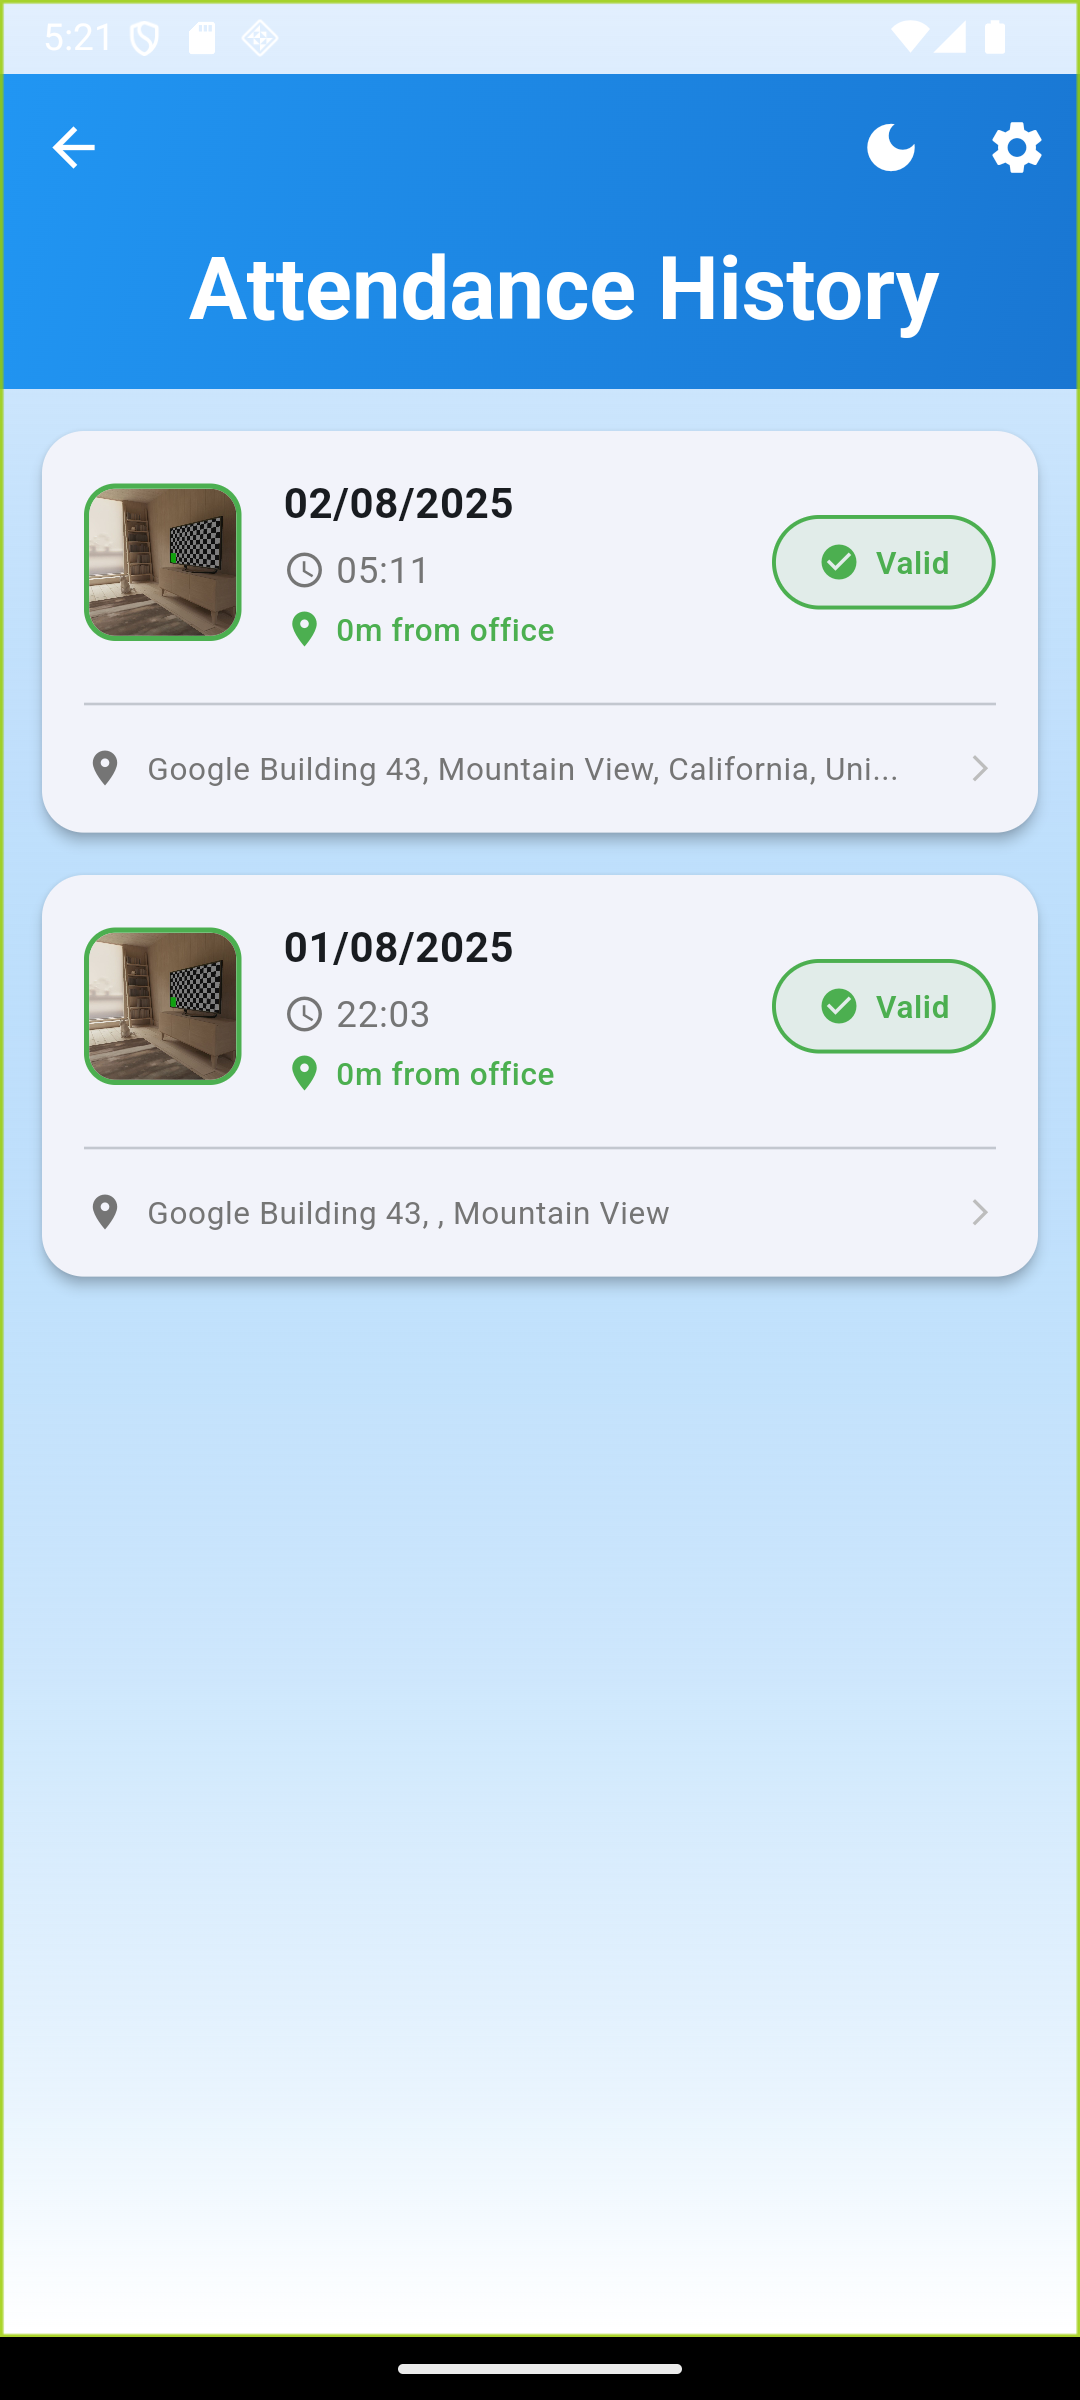 5:21
Attendance History
02/08/2025
05:11
0m from office
Valid
Google Building 43, Mountain View, California, Uni...
01/08/2025
22:03
0m from office
Valid
Google Building 43, , Mountain View